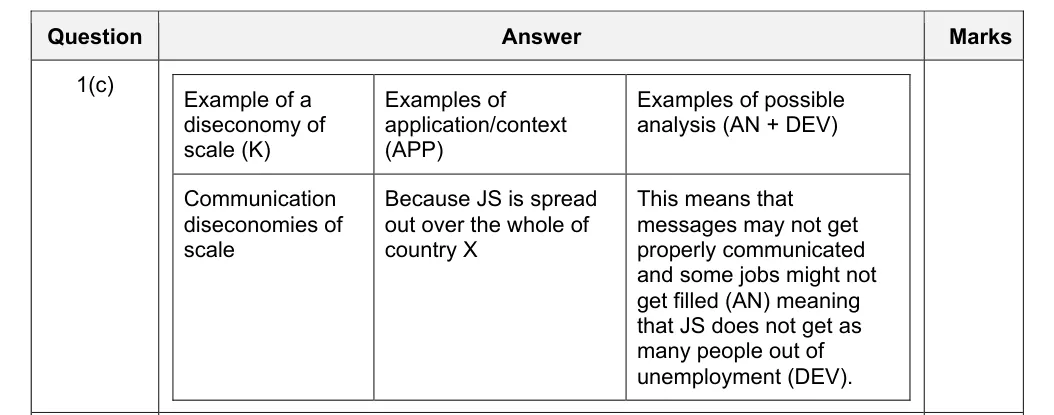 Question Answer Marks
1(c)
Example of a
diseconomy of
scale (K)
Examples of
application/context
(APP)
Examples of possible
analysis (AN + DEV)
Communication
diseconomies of
scale
Because JS is spread
out over the whole of
country X
This means that
messages may not get
properly communicated
and some jobs might not
get filled (AN) meaning
that JS does not get as
many people out of
unemployment (DEV).